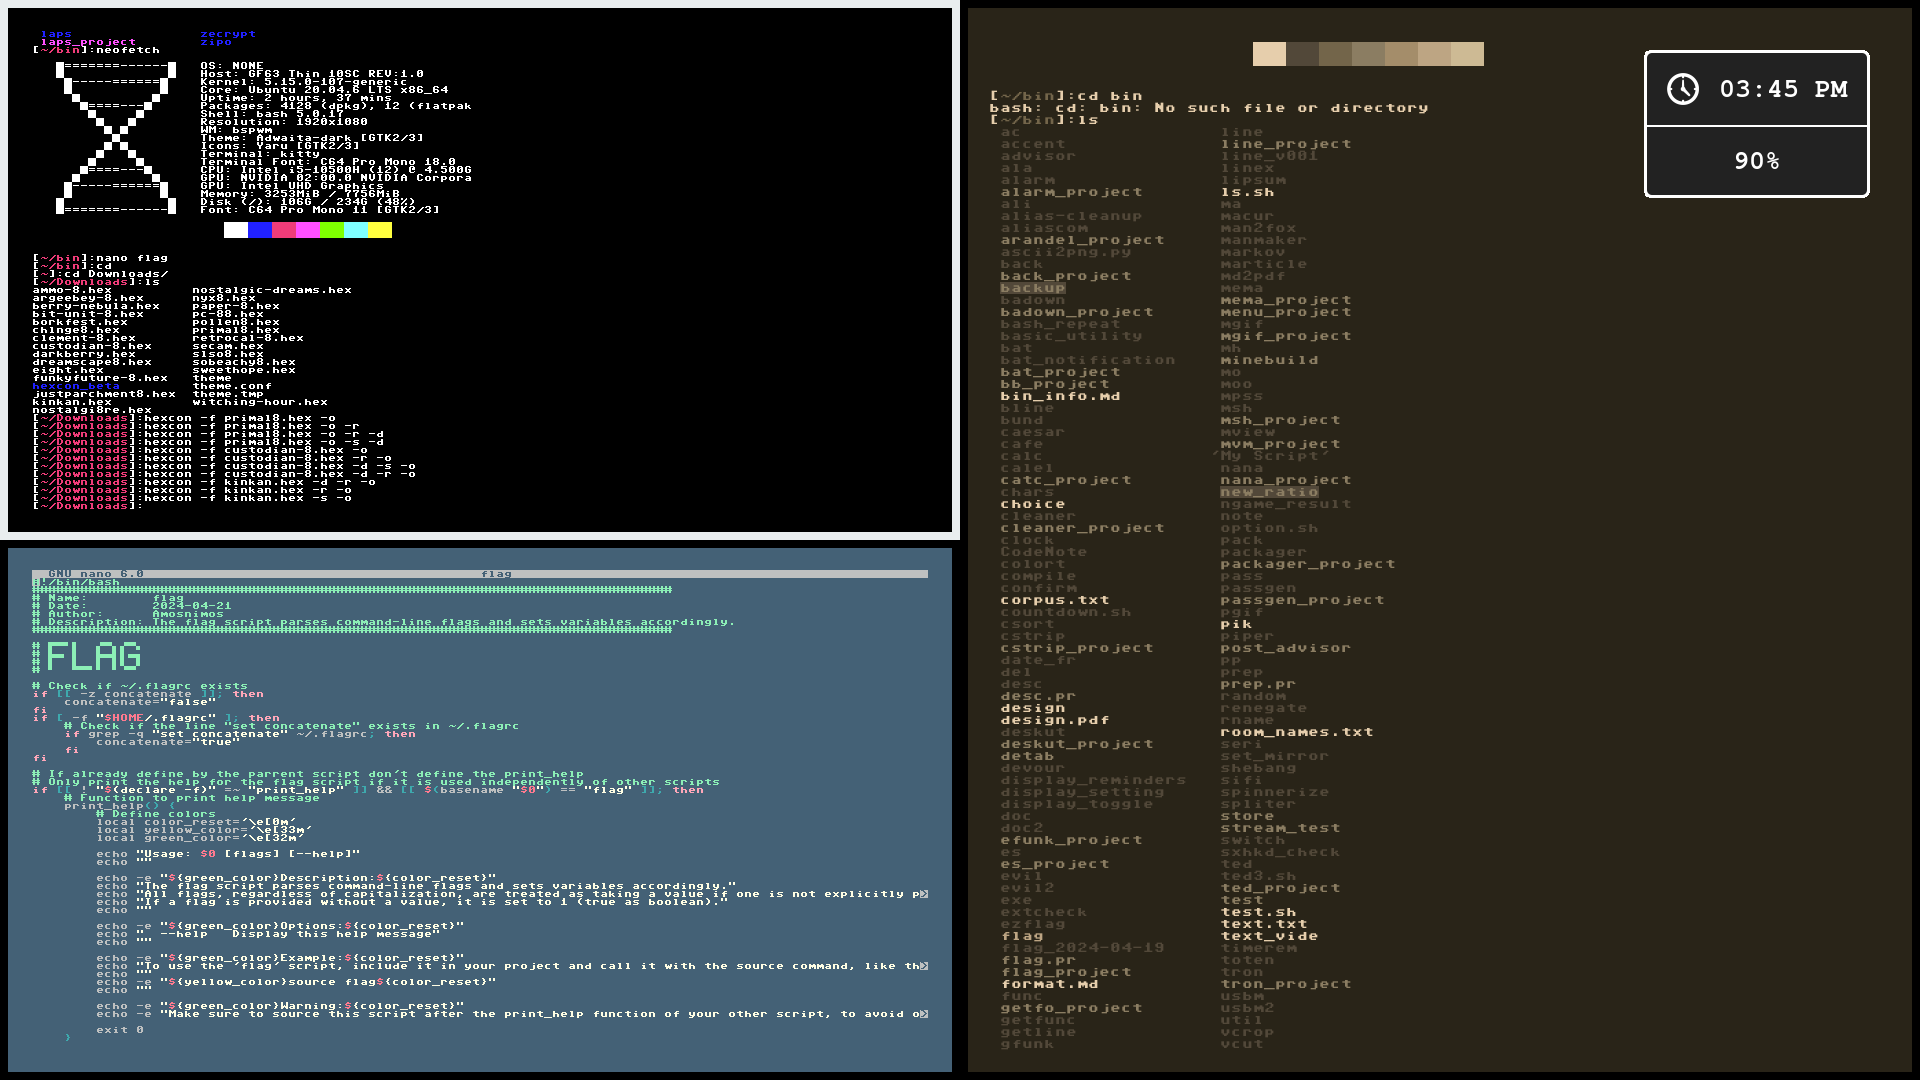 laps zecrypt
laps_project zipo
[~/bin]:neofetch
OS: NONE
Host: GF63 Thin 10SC REV:1.0
Kernel: 5.15.0-107-generic
Core: Ubuntu 20.04.6 LTS x86_64
Uptime: 2 hours, 37 mins
Packages: 4128 (dpkg), 12 (flatpak
Shell: bash 5.0.17
Resolution: 1920x1080
WM: bspwm
Theme: Adwaita-dark [GTK2/3]
Icons: Yaru [GTK2/3]
Terminal: kitty
Terminal Font: C64 Pro Mono 18.0
CPU: Intel i5-10500H (12) @ 4.500G
GPU: NVIDIA 02:00.0 NVIDIA Corpora
GPU: Intel UHD Graphics
Memory: 3253MiB / 7756MiB
Disk (/): 106G / 234G (48%)
Font: C64 Pro Mono 11 [GTK2/3]
[~/bin]:nano flag
[~/bin]:cd
[~]:cd Downloads/
[~/Downloads]:ls
ammo-8.hex nostalgic-dreams.hex
argeebey-8.hex nyx8.hex
berry-nebula.hex paper-8.hex
bit-unit-8.hex pc-88.hex
borkfest.hex pollen8.hex
ch1nge8.hex primal8.hex
clement-8.hex retrocal-8.hex
custodian-8.hex secam.hex
darkberry.hex slso8.hex
dreamscape8.hex sobeachy8.hex
eight.hex sweethope.hex
funkyfuture-8.hex theme
hexcon_beta theme.conf
justparchment8.hex theme.tmp
kinkan.hex witching-hour.hex
nostalgi8re.hex
[~/Downloads]:hexcon -f primal8.hex -o
[~/Downloads]:hexcon -f primal8.hex -o -r
[~/Downloads]:hexcon -f primal8.hex -o -r -d
[~/Downloads]:hexcon -f primal8.hex -o -s -d
[~/Downloads]:hexcon -f custodian-8.hex -o
[~/Downloads]:hexcon -f custodian-8.hex -r -o
[~/Downloads]:hexcon -f custodian-8.hex -d -s -o
[~/Downloads]:hexcon -f custodian-8.hex -d -r -o
[~/Downloads]:hexcon -f kinkan.hex -d -r -o
[~/Downloads]:hexcon -f kinkan.hex -r -o
[~/Downloads]:hexcon -f kinkan.hex -s -o
[~/Downloads]:
GNU nano 6.0 flag
#!/bin/bash
################################################################################
# Name: flag
# Date: 2024-04-21
# Author: Amosnimos
# Description: The flag script parses command-line flags and sets variables accordingly.
################################################################################
# FLAG
#
#
#
# Check if ~/.flagrc exists
if [[ -z concatenate ]]; then
concatenate="false"
fi
if [ -f "$HOME/.flagrc" ]; then
# Check if the line "set concatenate" exists in ~/.flagrc
if grep -q "set concatenate" ~/.flagrc; then
concatenate="true"
fi
fi
# If already define by the parrent script don't define the print_help
# Only print the help for the flag script if it is used independently of other scripts
if [[ ! "$(declare -f)" =~ "print_help" ]] && [[ $(basename "$0") == "flag" ]]; then
# Function to print help message
print_help() {
# Define colors
local color_reset='\e[0m'
local yellow_color='\e[33m'
local green_color='\e[32m'
echo "Usage: $0 [flags] [--help]"
echo ""
echo -e "${green_color}Description:${color_reset}"
echo "The flag script parses command-line flags and sets variables accordingly."
echo "All flags, regardless of capitalization, are treated as taking a value if one is not explicitly p>
echo "If a flag is provided without a value, it is set to 1 (true as boolean)."
echo ""
echo -e "${green_color}Options:${color_reset}"
echo "  --help   Display this help message"
echo ""
echo -e "${green_color}Example:${color_reset}"
echo "To use the 'flag' script, include it in your project and call it with the source command, like th>
echo ""
echo -e "${yellow_color}source flag${color_reset}"
echo ""
echo -e "${green_color}Warning:${color_reset}"
echo -e "Make sure to source this script after the print_help function of your other script, to avoid o>
exit 0
}
[~/bin]:cd bin
bash: cd: bin: No such file or directory
[~/bin]:ls
ac line
accent line_project
advisor line_v001
ala linex
alarm lipsum
alarm_project ls.sh
ali ma
alias-cleanup macur
aliascom man2fox
arandel_project manmaker
ascii2png.py markov
back marticle
back_project md2pdf
backup mema
badown mema_project
badown_project menu_project
bash_repeat mgif
basic_utility mgif_project
bat mh
bat_notification minebuild
bat_project mo
bb_project moo
bin_info.md mpss
bline msh
bund msh_project
caesar mview
cafe mvm_project
calc 'My Script'
calel nana
catc_project nana_project
chars new_ratio
choice ngame_result
cleaner note
cleaner_project option.sh
clock pack
CodeNote packager
colort packager_project
compile pass
confirm passgen
corpus.txt passgen_project
countdown.sh pgif
csort pik
cstrip piper
cstrip_project post_advisor
date_fr pp
del prep
desc prep.pr
desc.pr random
design renegate
design.pdf rname
deskut room_names.txt
deskut_project seri
detab set_mirror
devour shebang
display_reminders sifi
display_setting spinnerize
display_toggle spliter
doc store
doc2 stream_test
efunk_project switch
es sxhkd_check
es_project ted
evil ted3.sh
evil2 ted_project
exe test
extcheck test.sh
ezflag text.txt
flag text_vide
flag_2024-04-19 timerem
flag.pr toten
flag_project tron
format.md tron_project
func usbm
getfo_project usbm2
getfunc util
getline vcrop
gfunk vcut
03:45 PM
90%